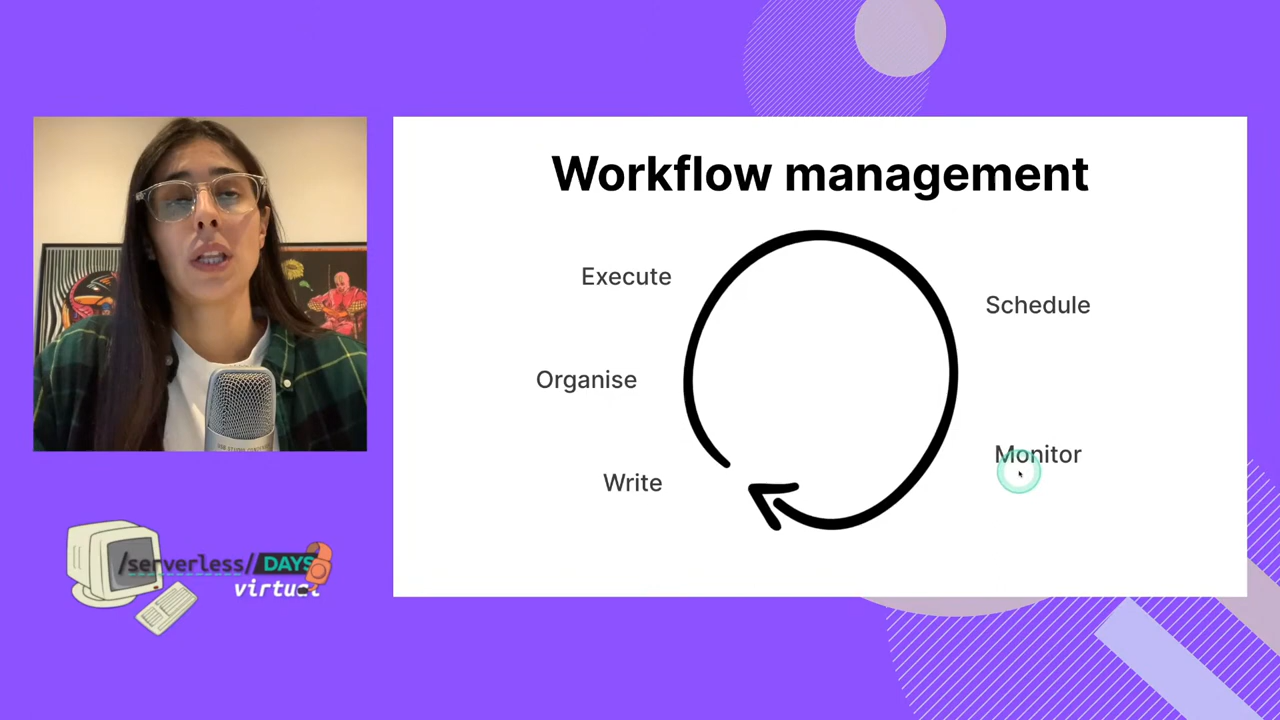 Workflow management
Execute
Schedule
Organise
Monitor
Write
/serverless//DAYS
virtual